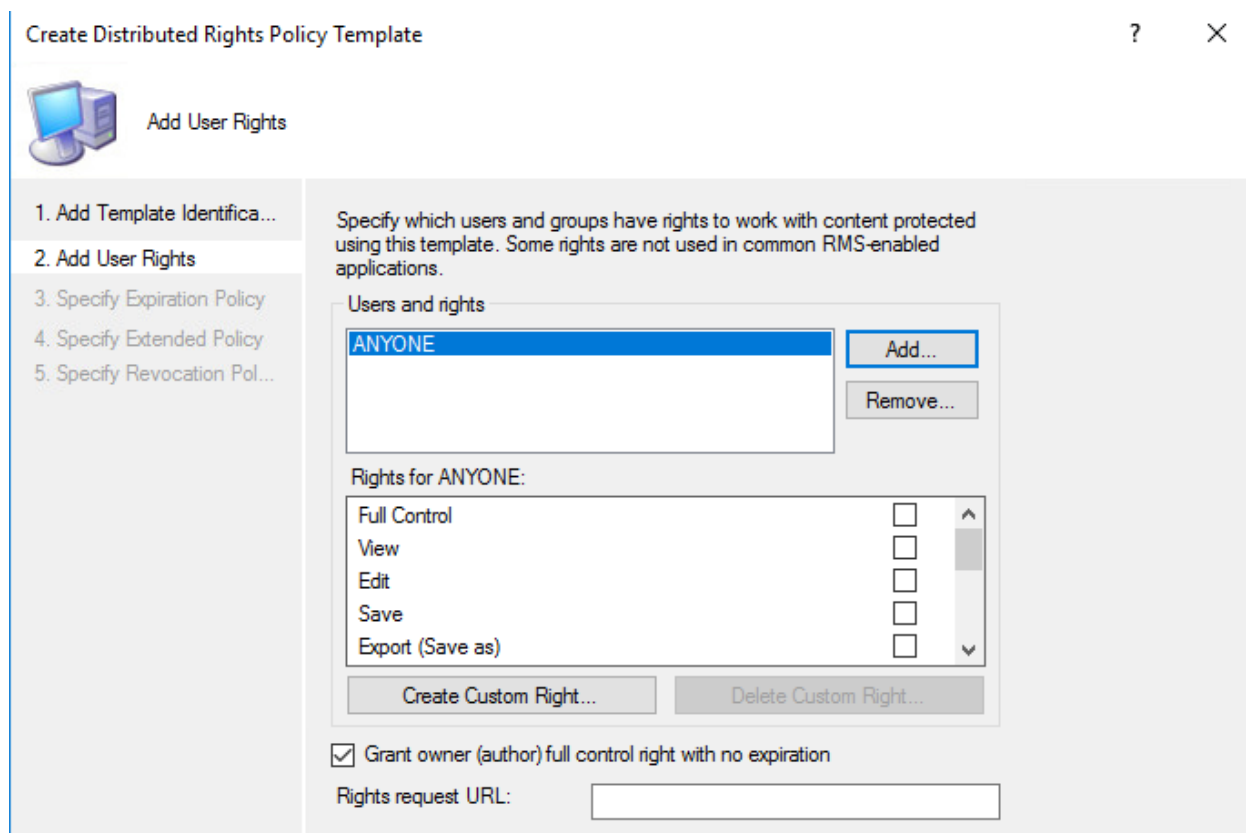 Create Distributed Rights Policy Template
?
Add User Rights
1. Add Template Identifica...
2. Add User Rights
3. Specify Expiration Policy
4. Specify Extended Policy
5. Specify Revocation Pol...
Specify which users and groups have rights to work with content protected
using this template. Some rights are not used in common RMS-enabled
applications.
Users and rights
ANYONE
Add...
Remove...
Rights for ANYONE:
Full Control
View
Edit
Save
Export (Save as)
Create Custom Right...
Delete Custom Right...
Grant owner (author) full control right with no expiration
Rights request URL: